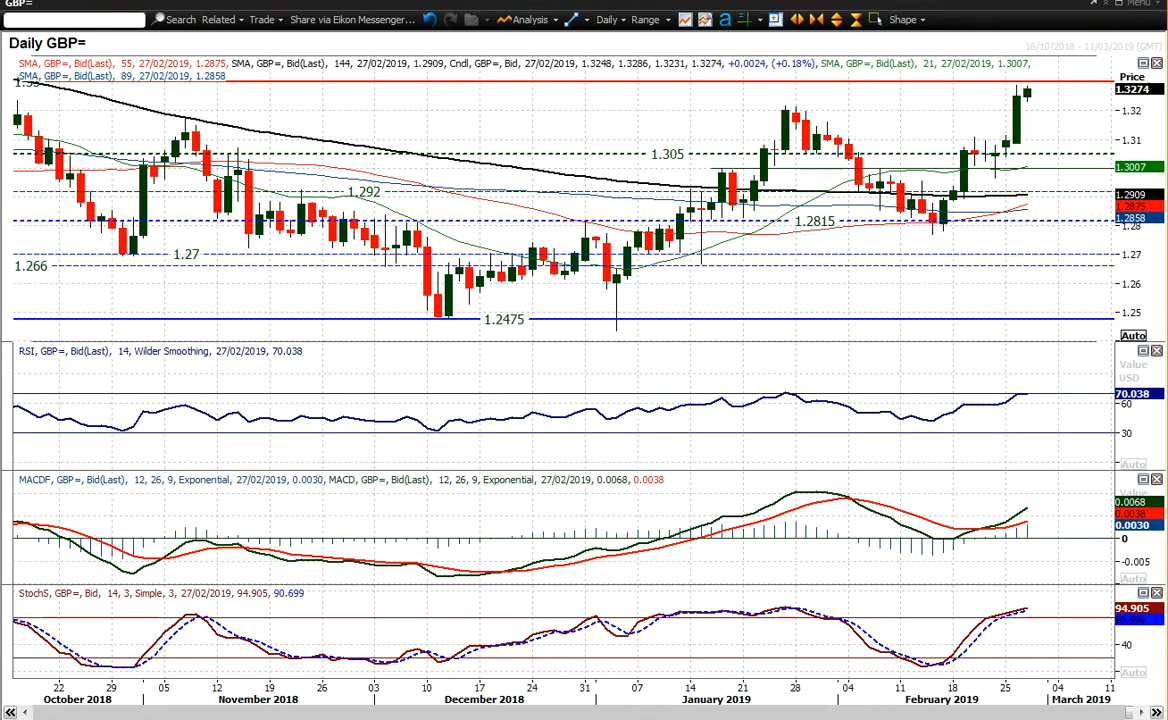 GBP=
Menu
Search Related Trade Share via Eikon Messenger... Analysis Daily Range a Shape
Daily GBP=
16/10/2018 - 11/03/2019 (GMT)
SMA, GBP=, Bid(Last), 55, 27/02/2019, 1.2875, SMA, GBP=, Bid(Last), 144, 27/02/2019, 1.2909, Cndl, GBP=, Bid, 27/02/2019, 1.3248, 1.3286, 1.3231, 1.3274, +0.0024, (+0.18%), SMA, GBP=, Bid(Last), 21, 27/02/2019, 1.3007,
SMA, GBP=, Bid(Last), 89, 27/02/2019, 1.2858
Price
1.33
1.3274
1.32
1.31
1.305
1.3007
1.292
1.2909
1.2875
1.2858
1.2815
1.28
1.27
1.27
1.266
1.26
1.2475
1.25
Auto
RSI, GBP=, Bid(Last), 14, Wilder Smoothing, 27/02/2019, 70.038
Value
USD
70.038
60
30
Auto
MACDF, GBP=, Bid(Last), 12, 26, 9, Exponential, 27/02/2019, 0.0030, MACD, GBP=, Bid(Last), 12, 26, 9, Exponential, 27/02/2019, 0.0068, 0.0038
Value
0.0068
0.0038
0.0030
0
-0.005
Auto
StochS, GBP=, Bid, 14, 3, Simple, 3, 27/02/2019, 94.905, 90.699
94.905
90.699
40
Auto
22 29 05 12 19 26 03 10 17 24 31 07 14 21 28 04 11 18 25 04 11
October 2018 November 2018 December 2018 January 2019 February 2019 March 2019